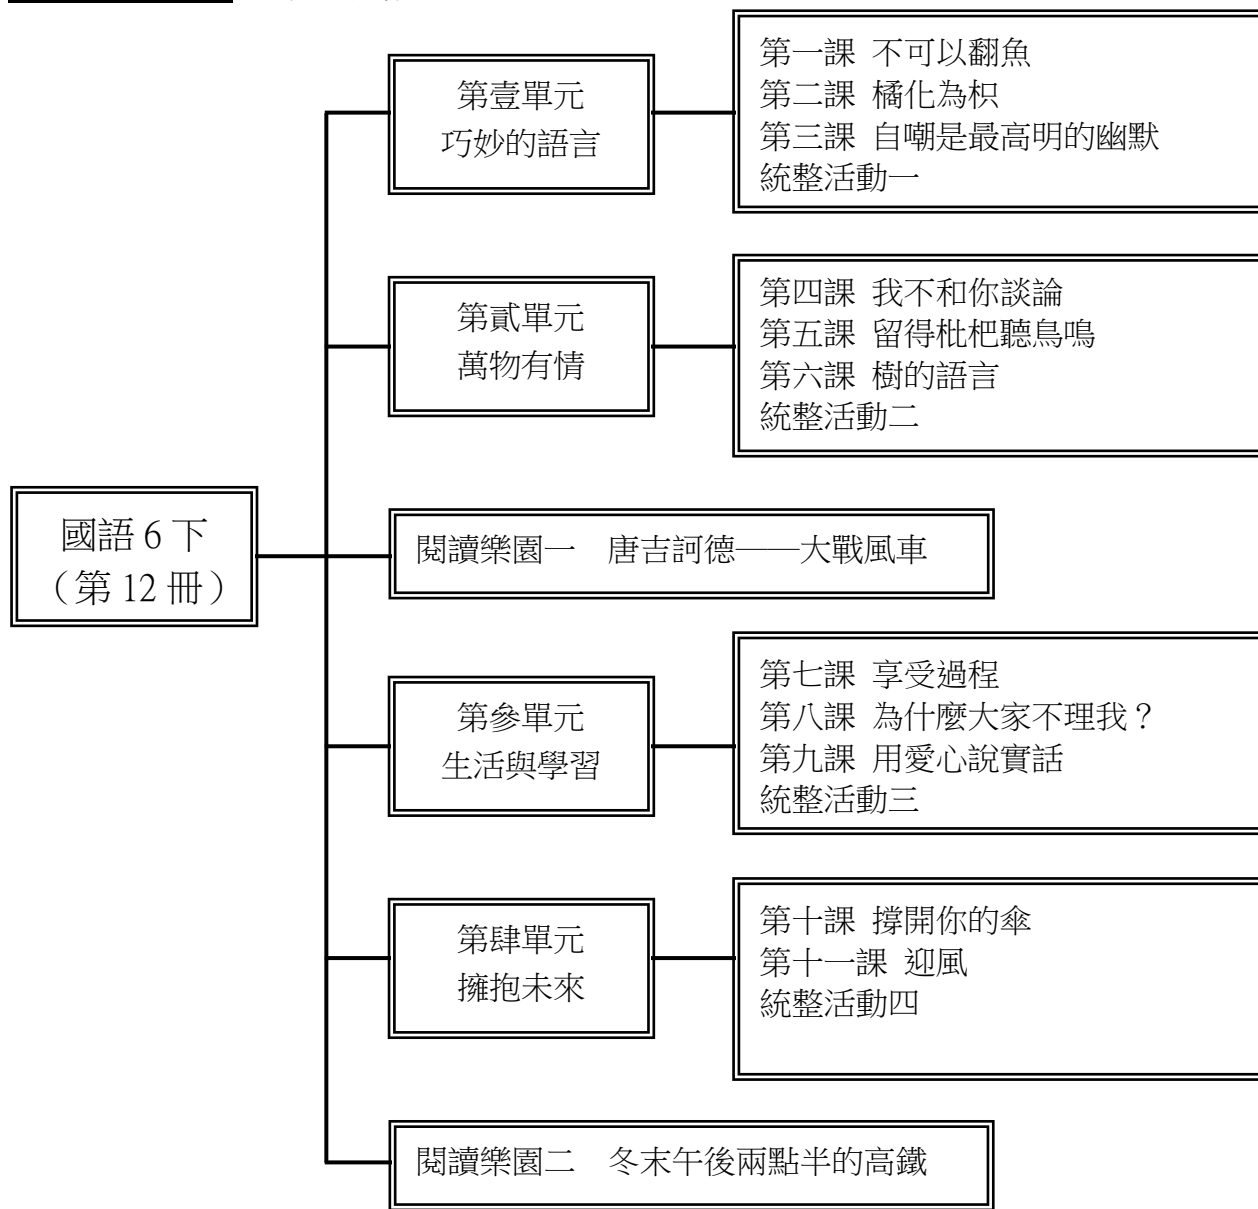 國語 6 下
（第 12 冊）
第壹單元
巧妙的語言
第一課 不可以翻魚
第二課 橘化為枳
第三課 自嘲是最高明的幽默
統整活動一
第貳單元
萬物有情
第四課 我不和你談論
第五課 留得枇杷聽鳥鳴
第六課 樹的語言
統整活動二
閱讀樂園一　唐吉訶德——大戰風車
第參單元
生活與學習
第七課 享受過程
第八課 為什麼大家不理我？
第九課 用愛心說實話
統整活動三
第肆單元
擁抱未來
第十課 撐開你的傘
第十一課 迎風
統整活動四
閱讀樂園二　冬末午後兩點半的高鐵